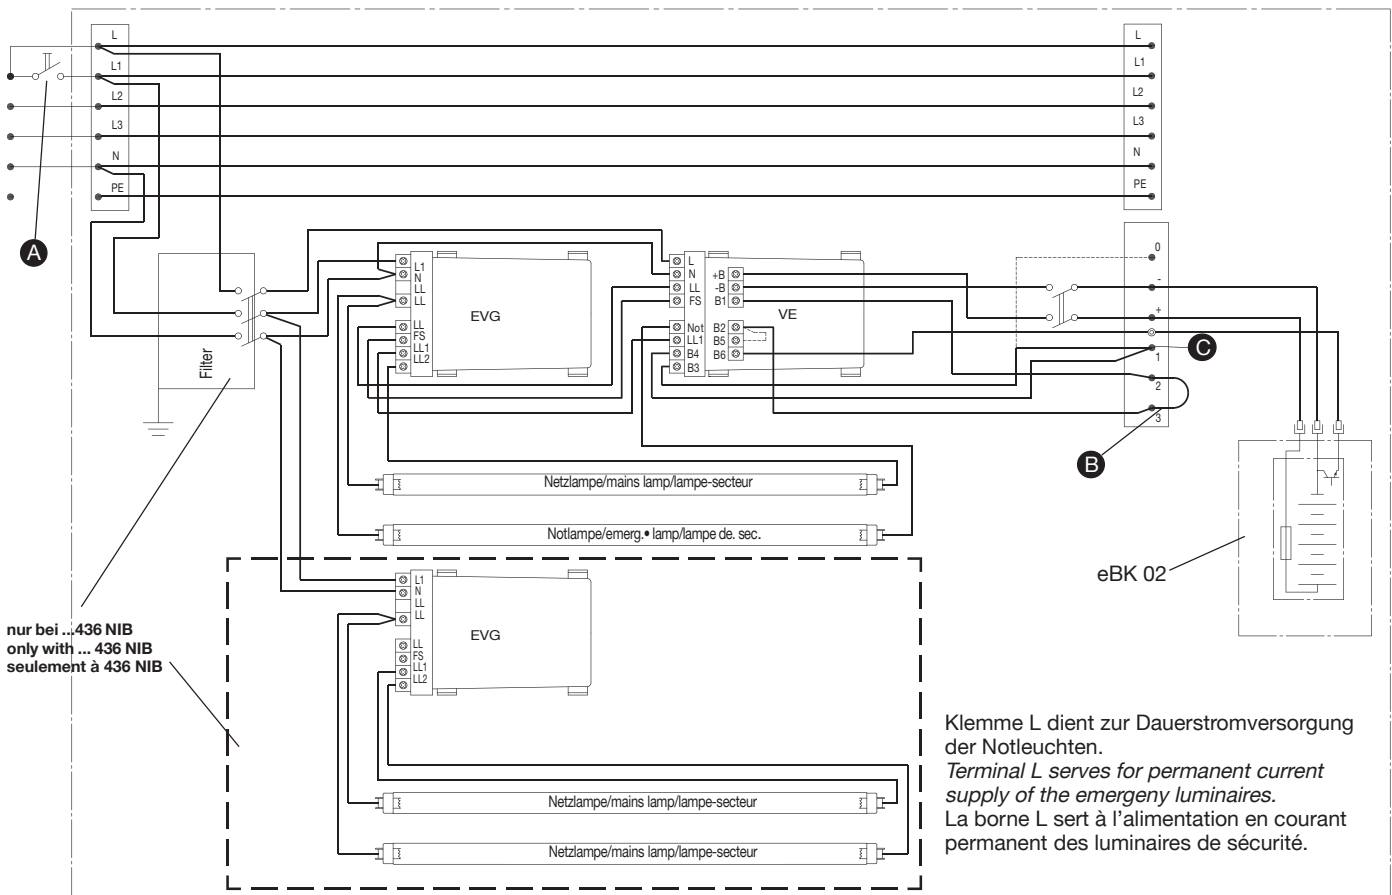 L
L1
L2
L3
N
PE
L
L1
L2
L3
N
PE
A
Filter
L1
N
LL
LL
LL
FS
LL1
LL2
EVG
L
N
LL
FS
Not
LL1
B4
B3
+B
-B
B1
B2
B5
B6
VE
0
-
+
1
2
3
C
B
Netzlampe/mains lamp/lampe-secteur
Notlampe/emerg.• lamp/lampe de. sec.
eBK 02
L1
N
LL
LL
LL
FS
LL1
LL2
EVG
nur bei ...436 NIB
only with ... 436 NIB
seulement à 436 NIB
Netzlampe/mains lamp/lampe-secteur
Netzlampe/mains lamp/lampe-secteur
Klemme L dient zur Dauerstromversorgung
der Notleuchten.
Terminal L serves for permanent current
supply of the emergeny luminaires.
La borne L sert à l’alimentation en courant
permanent des luminaires de sécurité.